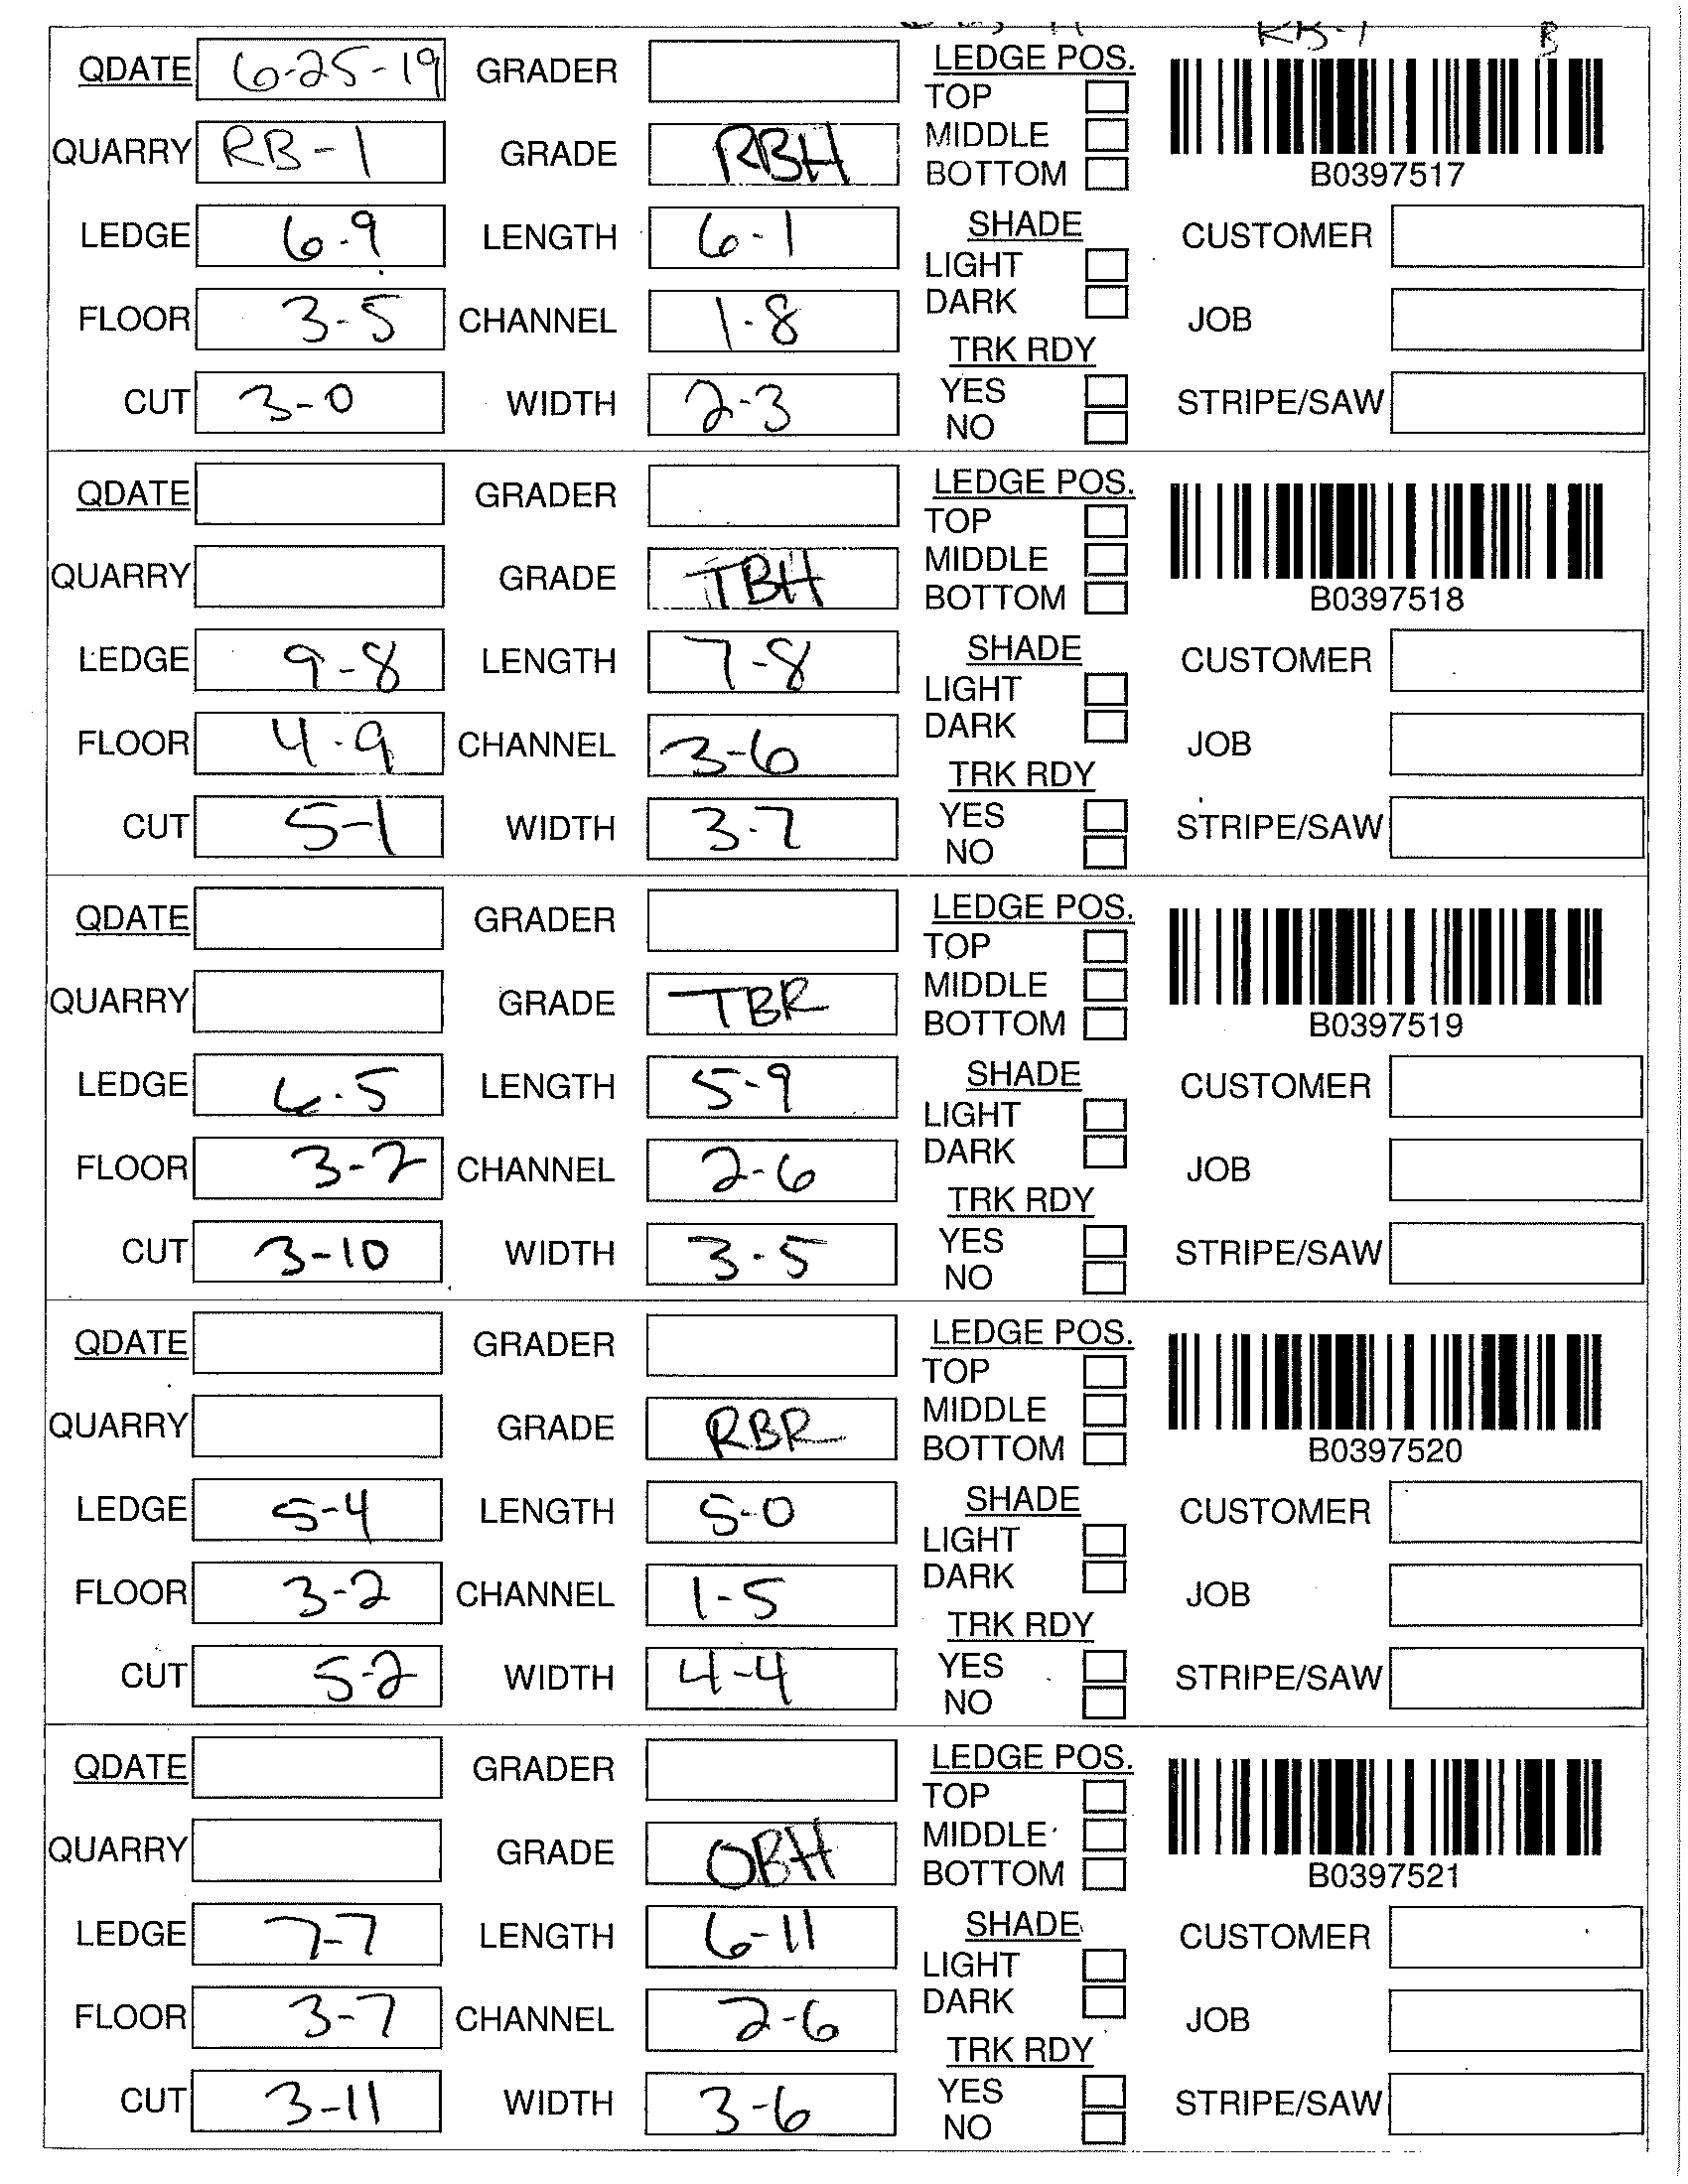 RB-1 B
QDATE 6-25-19 GRADER LEDGE POS.
TOP
QUARRY RB-1 GRADE RBH MIDDLE
BOTTOM B0397517
LEDGE 6-9 LENGTH 6-1 SHADE CUSTOMER
LIGHT
FLOOR 3-5 CHANNEL 1-8 DARK JOB
TRK RDY
CUT 3-0 WIDTH 2-3 YES STRIPE/SAW
NO
QDATE GRADER LEDGE POS.
TOP
QUARRY GRADE TBH MIDDLE
BOTTOM B0397518
LEDGE 9-8 LENGTH 7-8 SHADE CUSTOMER
LIGHT
FLOOR 4-9 CHANNEL 3-6 DARK JOB
TRK RDY
CUT 5-1 WIDTH 3-7 YES STRIPE/SAW
NO
QDATE GRADER LEDGE POS.
TOP
QUARRY GRADE TBR MIDDLE
BOTTOM B0397519
LEDGE 6-5 LENGTH 5-9 SHADE CUSTOMER
LIGHT
FLOOR 3-7 CHANNEL 2-6 DARK JOB
TRK RDY
CUT 3-10 WIDTH 3-5 YES STRIPE/SAW
NO
QDATE GRADER LEDGE POS.
TOP
QUARRY GRADE RBR MIDDLE
BOTTOM B0397520
LEDGE 5-4 LENGTH 5-0 SHADE CUSTOMER
LIGHT
FLOOR 3-2 CHANNEL 1-5 DARK JOB
TRK RDY
CUT 5-2 WIDTH 4-4 YES STRIPE/SAW
NO
QDATE GRADER LEDGE POS.
TOP
QUARRY GRADE OBH MIDDLE
BOTTOM B0397521
LEDGE 7-7 LENGTH 6-11 SHADE CUSTOMER
LIGHT
FLOOR 3-7 CHANNEL 2-6 DARK JOB
TRK RDY
CUT 3-11 WIDTH 3-6 YES STRIPE/SAW
NO